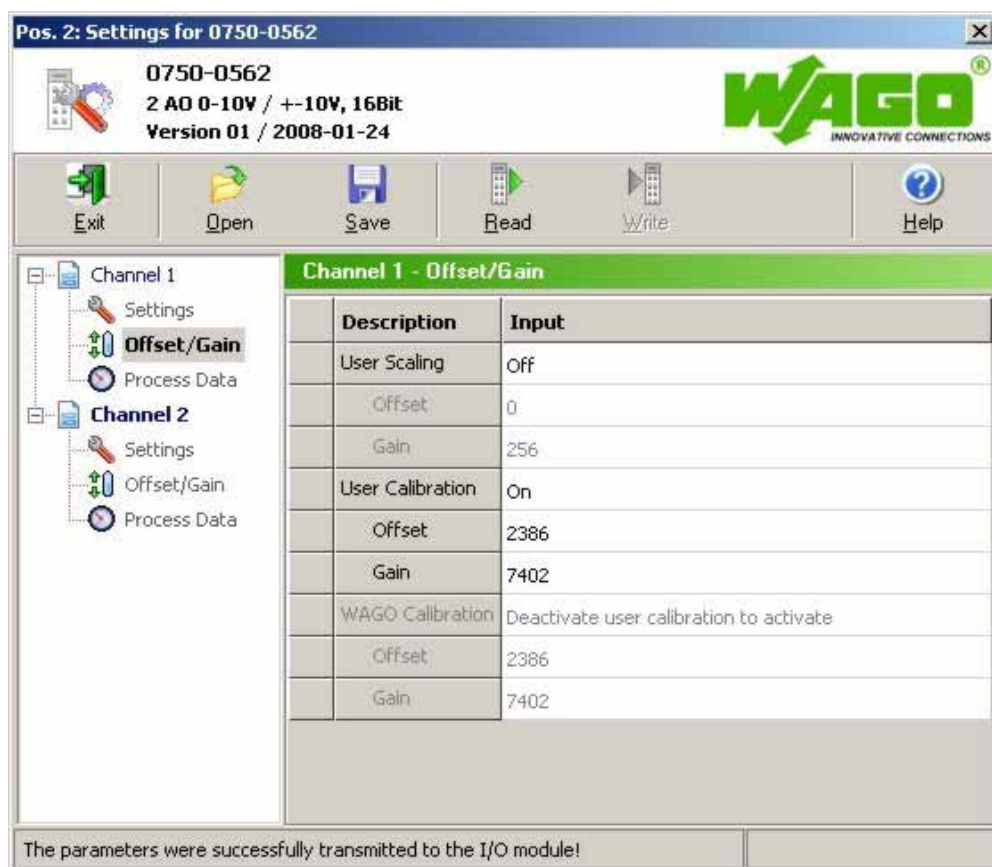 Pos. 2: Settings for 0750-0562
0750-0562
2 AO 0-10V / +-10V, 16Bit
Version 01 / 2008-01-24
WAGO®
INNOVATIVE CONNECTIONS
Exit
Open
Save
Read
Write
Help
Channel 1
Settings
Offset/Gain
Process Data
Channel 2
Settings
Offset/Gain
Process Data
Channel 1 - Offset/Gain
Description Input
User Scaling Off
Offset 0
Gain 256
User Calibration On
Offset 2386
Gain 7402
WAGO Calibration Deactivate user calibration to activate
Offset 2386
Gain 7402
The parameters were successfully transmitted to the I/O module!